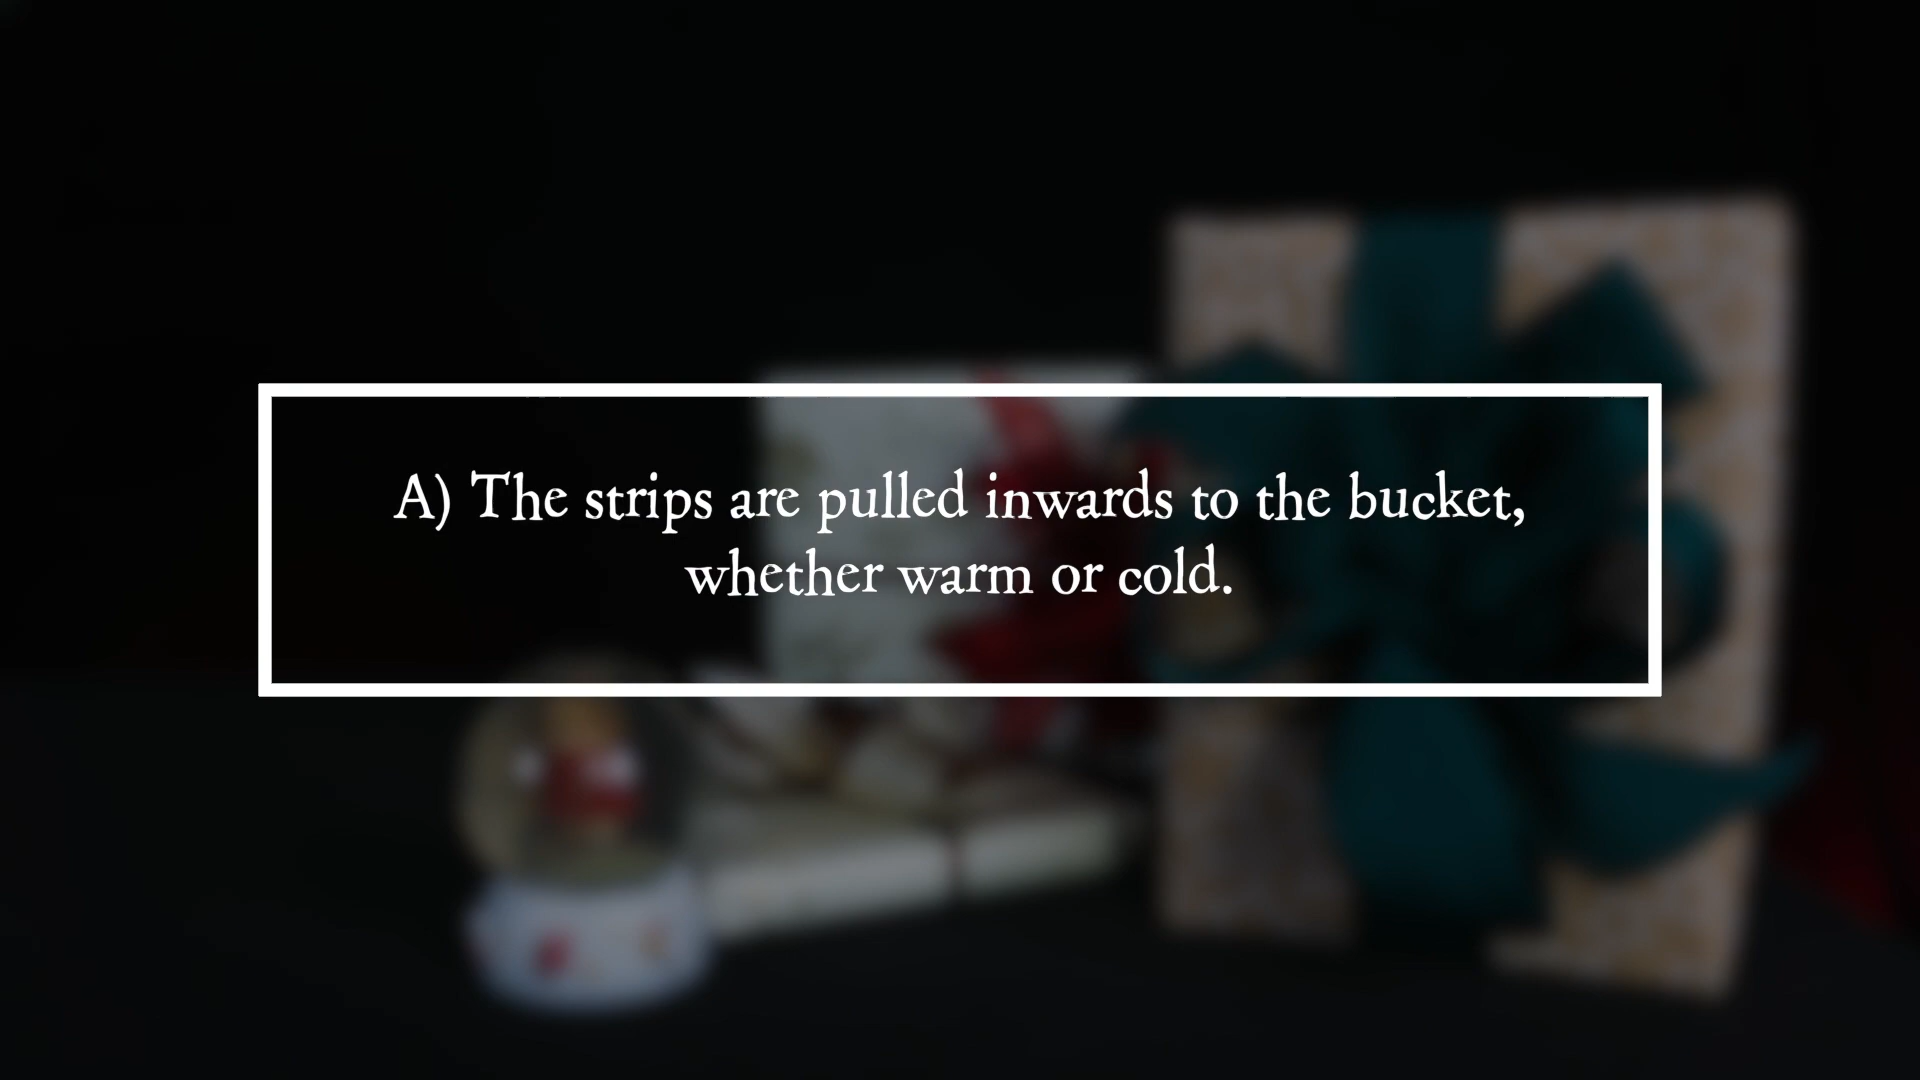 A) The strips are pulled inwards to the bucket,
whether warm or cold.